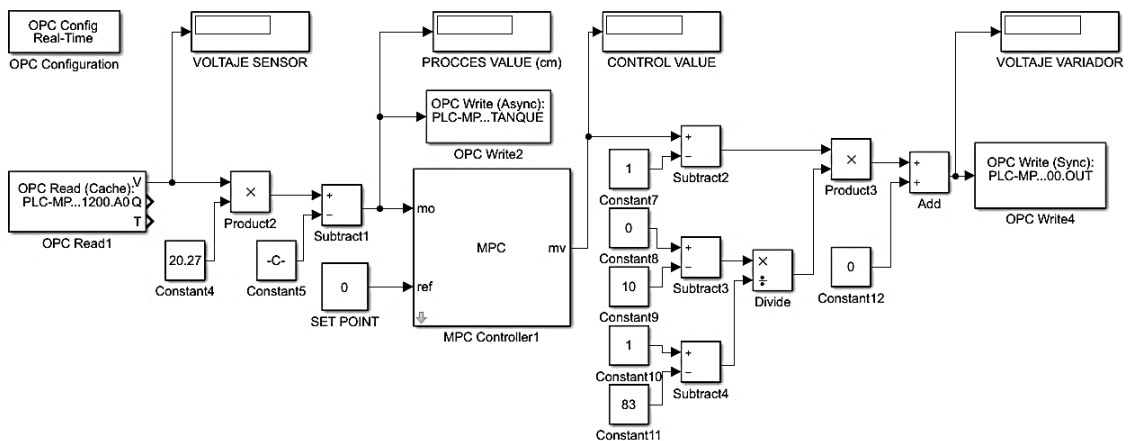 OPC Config
Real-Time
OPC Configuration
VOLTAJE SENSOR
PROCCES VALUE (cm)
CONTROL VALUE
VOLTAJE VARIADOR
OPC Write (Async):
PLC-MP...TANQUE
OPC Write2
OPC Read (Cache):
PLC-MP...1200.A0
V
Q
T
OPC Read1
×
Product2
20.27
Constant4
+
−
Subtract1
-C-
Constant5
0
SET POINT
mo
ref
MPC
mv
MPC Controller1
+
−
Subtract2
1
Constant7
0
Constant8
+
−
Subtract3
10
Constant9
1
Constant10
+
−
Subtract4
83
Constant11
×
÷
Divide
×
Product3
0
Constant12
+
+
Add
OPC Write (Sync):
PLC-MP...00.OUT
OPC Write4